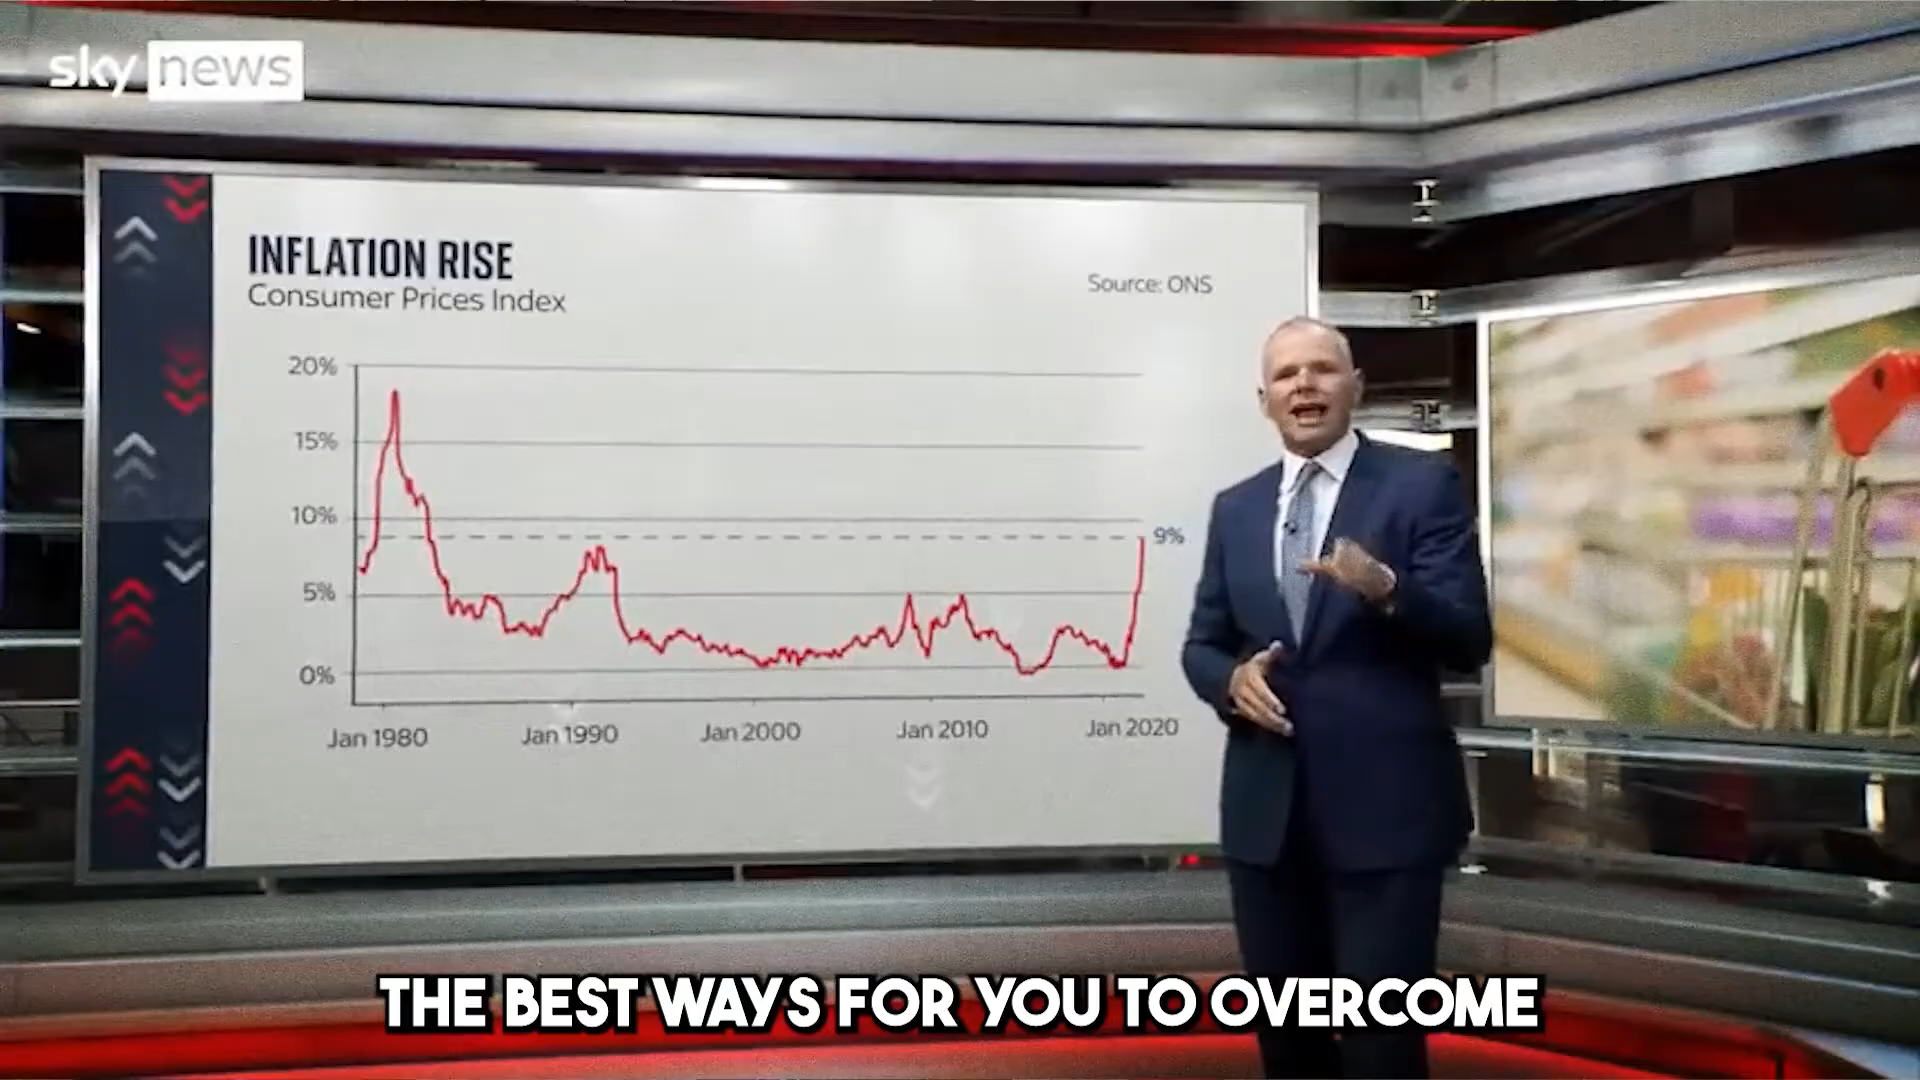 sky news
INFLATION RISE
Consumer Prices Index
Source: ONS
20%
15%
10%
9%
5%
0%
Jan 1980 Jan 1990 Jan 2000 Jan 2010 Jan 2020
THE BEST WAYS FOR YOU TO OVERCOME